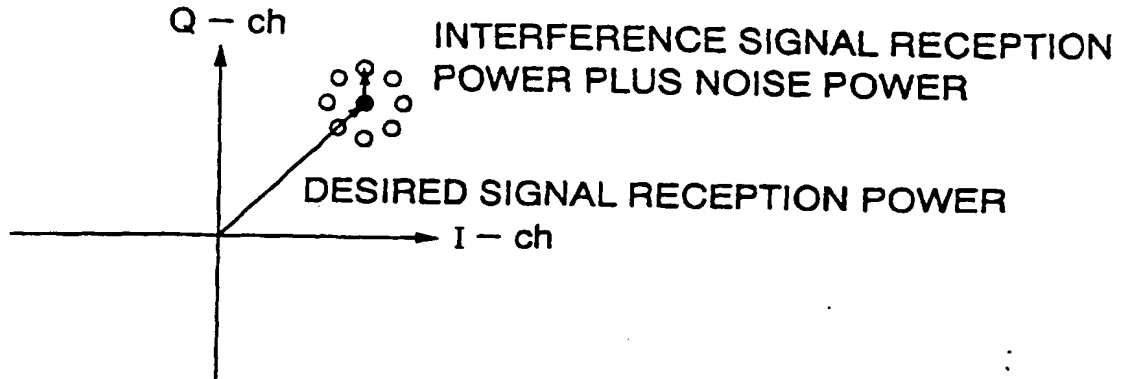 Q – ch
INTERFERENCE SIGNAL RECEPTION
POWER PLUS NOISE POWER
DESIRED SIGNAL RECEPTION POWER
I – ch